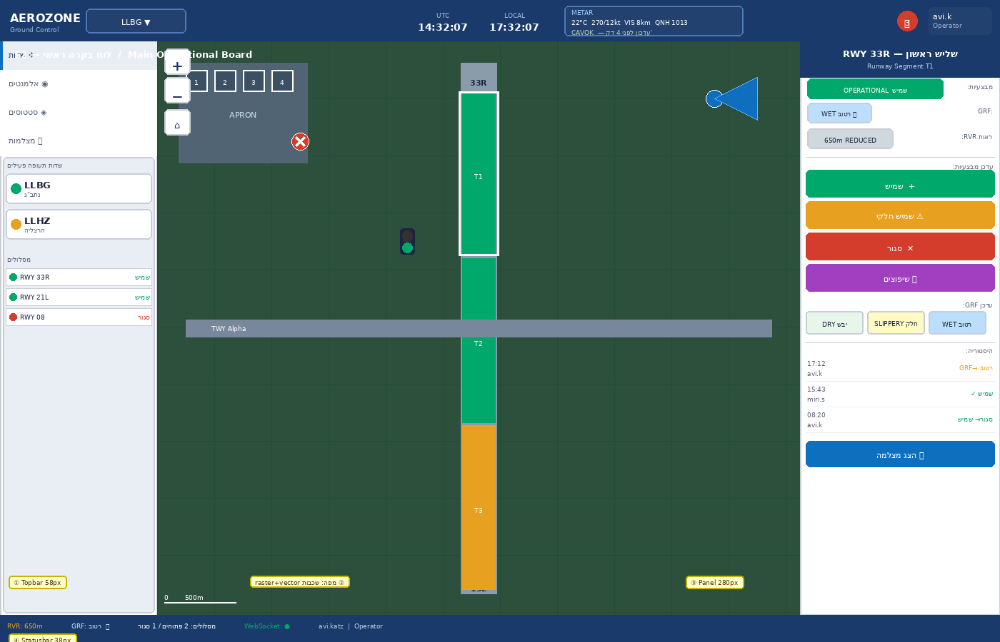 AEROZONE
Ground Control
LLBG ▼
UTC
14:32:07
LOCAL
17:32:07
METAR
22°C 270/12kt VIS 8km QNH 1013
CAVOK — עדכון לפני 4 דק'
avi.k
Operator
לוח בקרה ראשי / Main O tional Board
◉ אלמנטים
◈ סטטוסים
מצלמות
שדות תעופה פעילים
LLBG
נתב"ג
LLHZ
הרצליה
מסלולים
RWY 33R שמיש
RWY 21L שמיש
RWY 08 סגור
① Topbar 58px
+
−
⌂
1
2
3
4
APRON
33R
T1
TWY Alpha
T2
T3
② מפה: שכבות raster+vector
0 500m
③ Panel 280px
שליש ראשון — RWY 33R
Runway Segment T1
מבצעיות:
שמיש OPERATIONAL
GRF:
רטוב WET
ראות RVR:
650m REDUCED
עדכן מבצעיות:
+ שמיש
⚠ שמיש חלקי
✕ סגור
שיפוצים
עדכן GRF:
יבש DRY
חלק SLIPPERY
רטוב WET
היסטוריה:
17:12
avi.k
GRF→ רטוב
15:43
miri.s
שמיש ✓
08:20
avi.k
סגור→ שמיש
הצג מצלמה
RVR: 650m
GRF: רטוב
מסלולים: 2 פתוחים / 1 סגור
WebSocket: ●
avi.katz | Operator
④ Statusbar 38px